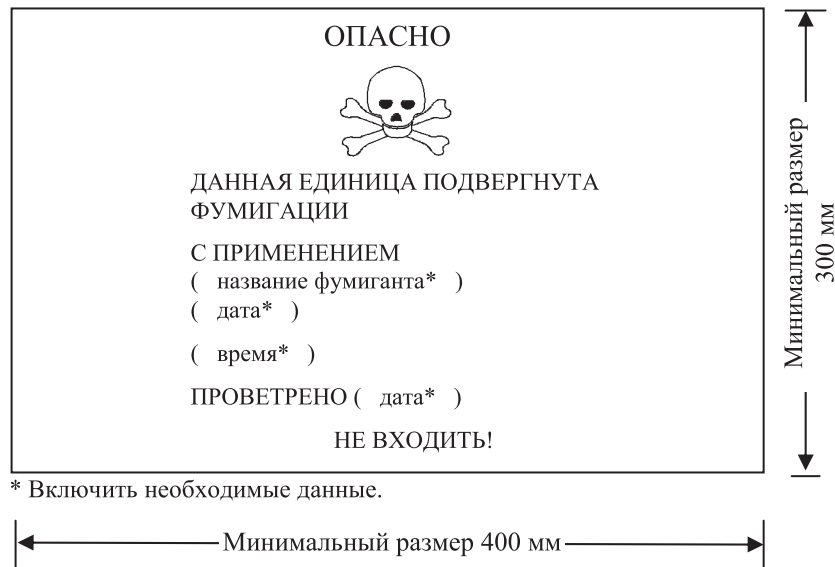 ОПАСНО
ДАННАЯ ЕДИНИЦА ПОДВЕРГНУТА
ФУМИГАЦИИ
С ПРИМЕНЕНИЕМ
( название фумиганта* )
( дата* )
( время* )
ПРОВЕТРЕНО ( дата* )
НЕ ВХОДИТЬ!
Минимальный размер
300 мм
* Включить необходимые данные.
Минимальный размер 400 мм